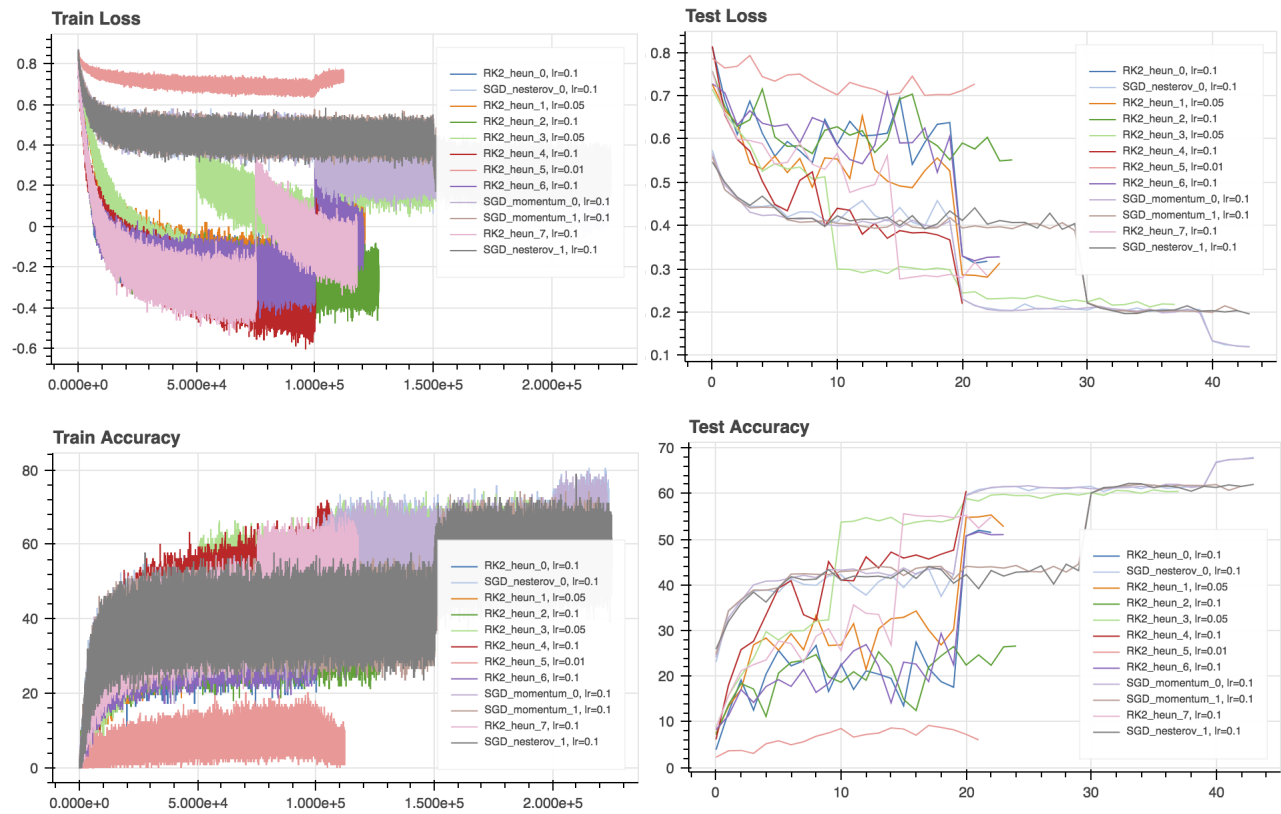 Train Loss
0.8
0.6
0.4
0.2
0
-0.2
-0.4
-0.6
0.000e+0 5.000e+4 1.000e+5 1.500e+5 2.000e+5
RK2_heun_0, lr=0.1
SGD_nesterov_0, lr=0.1
RK2_heun_1, lr=0.05
RK2_heun_2, lr=0.1
RK2_heun_3, lr=0.05
RK2_heun_4, lr=0.1
RK2_heun_5, lr=0.01
RK2_heun_6, lr=0.1
SGD_momentum_0, lr=0.1
SGD_momentum_1, lr=0.1
RK2_heun_7, lr=0.1
SGD_nesterov_1, lr=0.1
Test Loss
0.8
0.7
0.6
0.5
0.4
0.3
0.2
0.1
0 10 20 30 40
RK2_heun_0, lr=0.1
SGD_nesterov_0, lr=0.1
RK2_heun_1, lr=0.05
RK2_heun_2, lr=0.1
RK2_heun_3, lr=0.05
RK2_heun_4, lr=0.1
RK2_heun_5, lr=0.01
RK2_heun_6, lr=0.1
SGD_momentum_0, lr=0.1
SGD_momentum_1, lr=0.1
RK2_heun_7, lr=0.1
SGD_nesterov_1, lr=0.1
Train Accuracy
80
60
40
20
0
0.000e+0 5.000e+4 1.000e+5 1.500e+5 2.000e+5
RK2_heun_0, lr=0.1
SGD_nesterov_0, lr=0.1
RK2_heun_1, lr=0.05
RK2_heun_2, lr=0.1
RK2_heun_3, lr=0.05
RK2_heun_4, lr=0.1
RK2_heun_5, lr=0.01
RK2_heun_6, lr=0.1
SGD_momentum_0, lr=0.1
SGD_momentum_1, lr=0.1
RK2_heun_7, lr=0.1
SGD_nesterov_1, lr=0.1
Test Accuracy
70
60
50
40
30
20
10
0
0 10 20 30 40
RK2_heun_0, lr=0.1
SGD_nesterov_0, lr=0.1
RK2_heun_1, lr=0.05
RK2_heun_2, lr=0.1
RK2_heun_3, lr=0.05
RK2_heun_4, lr=0.1
RK2_heun_5, lr=0.01
RK2_heun_6, lr=0.1
SGD_momentum_0, lr=0.1
SGD_momentum_1, lr=0.1
RK2_heun_7, lr=0.1
SGD_nesterov_1, lr=0.1